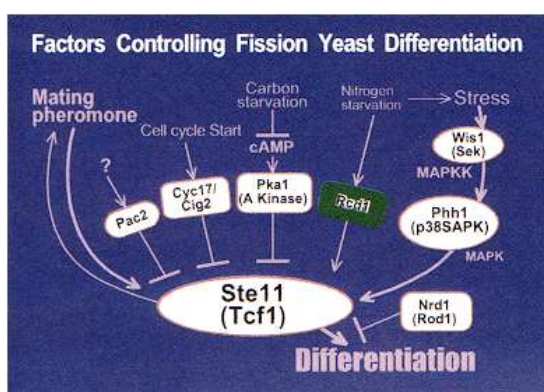 Factors Controlling Fission Yeast Differentiation
Mating
pheromone
Carbon
starvation
Nitrogen
starvation
Stress
Cell cycle Start
cAMP
Wis1
(Sek)
MAPKK
?
Pac2
Cyc17/
Cig2
Pka1
(A Kinase)
Rcd1
Phh1
(p38SAPK)
MAPK
Ste11
(Tcf1)
Nrd1
(Rod1)
Differentiation